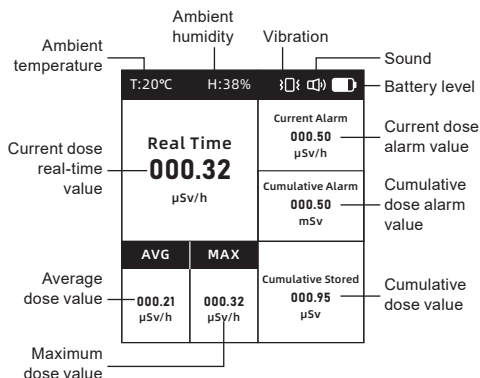 Ambient
humidity
Vibration
Ambient
temperature
Sound
Battery level
T:20℃
H:38%
Current dose
real-time
value
Real Time
000.32
µSv/h
Current Alarm
000.50
µSv/h
Current dose
alarm value
Cumulative Alarm
000.50
mSv
Cumulative
dose alarm
value
AVG
MAX
Average
dose value
000.21
µSv/h
000.32
µSv/h
Cumulative Stored
000.95
µSv
Cumulative
dose value
Maximum
dose value